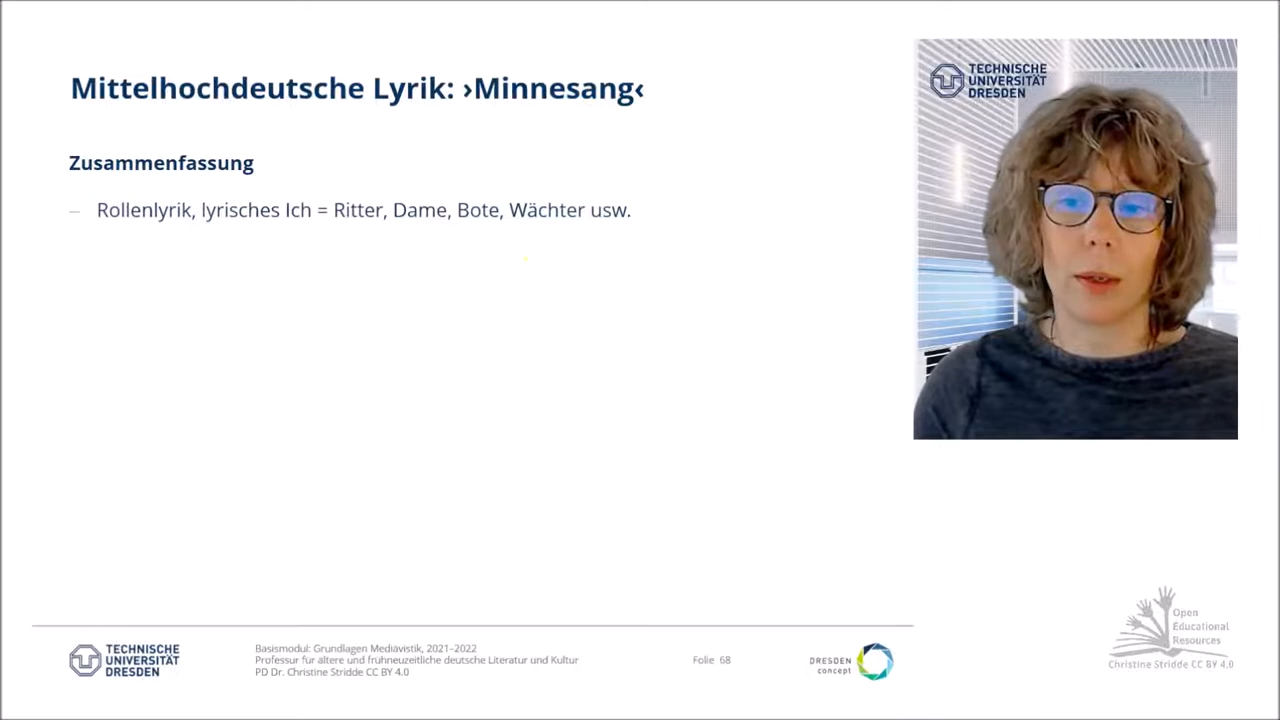 Mittelhochdeutsche Lyrik: ›Minnesang‹
TECHNISCHE
UNIVERSITÄT
DRESDEN
Zusammenfassung
– Rollenlyrik, lyrisches Ich = Ritter, Dame, Bote, Wächter usw.
TECHNISCHE
UNIVERSITÄT
DRESDEN
Basismodul: Grundlagen Mediävistik, 2021–2022
Professur für ältere und frühneuzeitliche deutsche Literatur und Kultur
PD Dr. Christine Stridde CC BY 4.0
Folie 68
DRESDEN
concept
Open
Educational
Resources
Christine Stridde CC BY 4.0